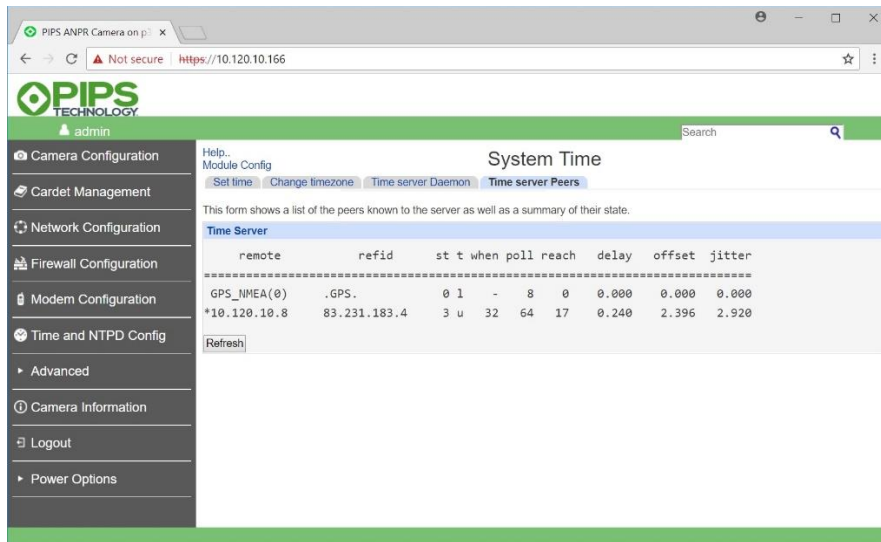 PIPS ANPR Camera on p
Not secure https://10.120.10.166
PIPS
TECHNOLOGY
admin
Search
Camera Configuration
Cardet Management
Network Configuration
Firewall Configuration
Modem Configuration
Time and NTPD Config
Advanced
Camera Information
Logout
Power Options
Help..
Module Config
System Time
Set time Change timezone Time server Daemon Time server Peers
This form shows a list of the peers known to the server as well as a summary of their state.
Time Server
remote refid st t when poll reach delay offset jitter
==============================================================================
GPS_NMEA(0) .GPS. 0 l - 8 0 0.000 0.000 0.000
*10.120.10.8 83.231.183.4 3 u 32 64 17 0.240 2.396 2.920
Refresh